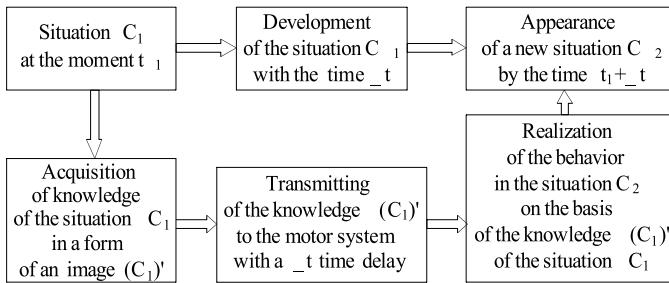 Situation C₁
at the moment t ₁
Development
of the situation C ₁
with the time _t
Appearance
of a new situation C ₂
by the time t₁+_t
Acquisition
of knowledge
of the situation C₁
in a form
of an image (C₁)'
Transmitting
of the knowledge (C₁)'
to the motor system
with a _t time delay
Realization
of the behavior
in the situation C₂
on the basis
of the knowledge (C₁)'
of the situation C₁